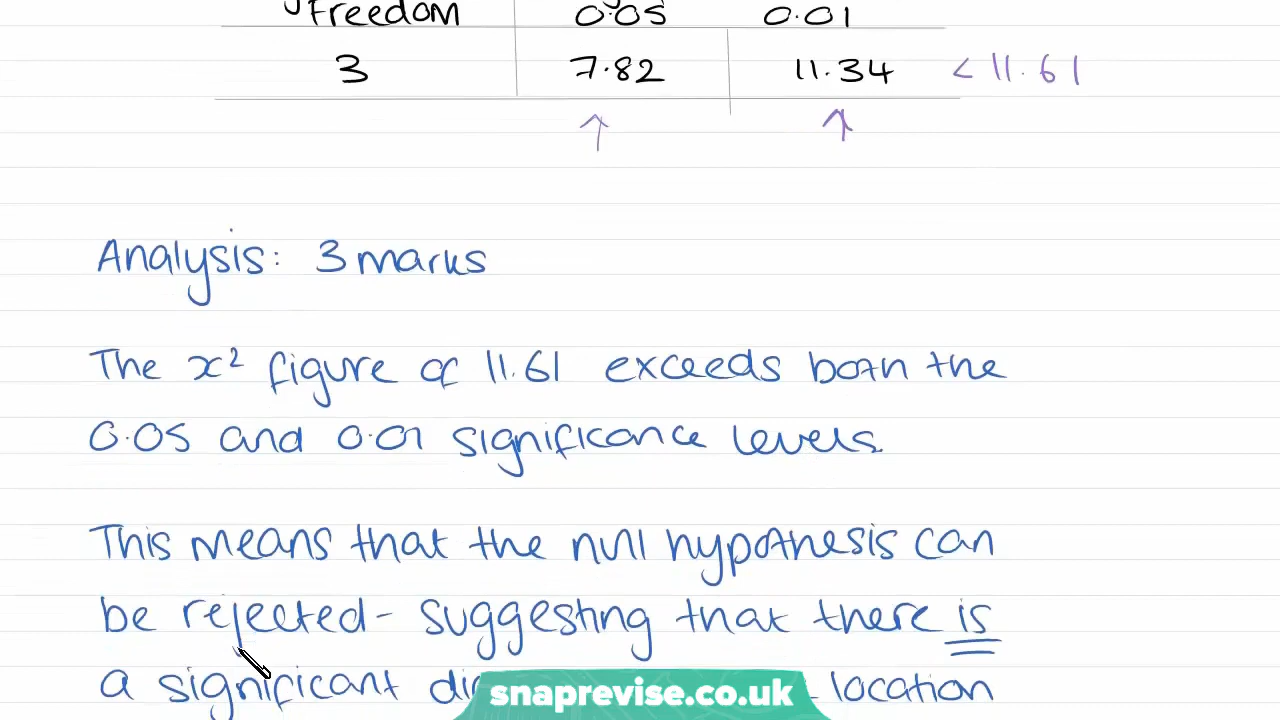 Freedom 0.05 0.01
3 7.82 11.34 < 11.61
Analysis: 3 marks
The x² figure of 11.61 exceeds both the
0.05 and 0.01 significance levels.
This means that the null hypothesis can
be rejected - suggesting that there is
a significant location
snaprevise.co.uk